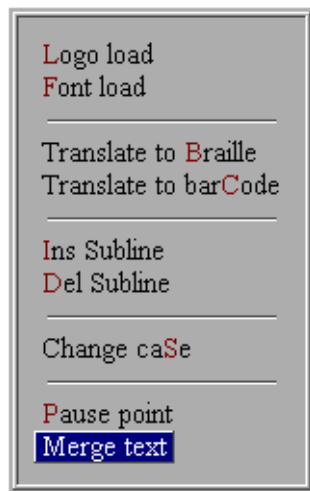 Logo load
Font load
Translate to Braille
Translate to barCode
Ins Subline
Del Subline
Change caSe
Pause point
Merge text